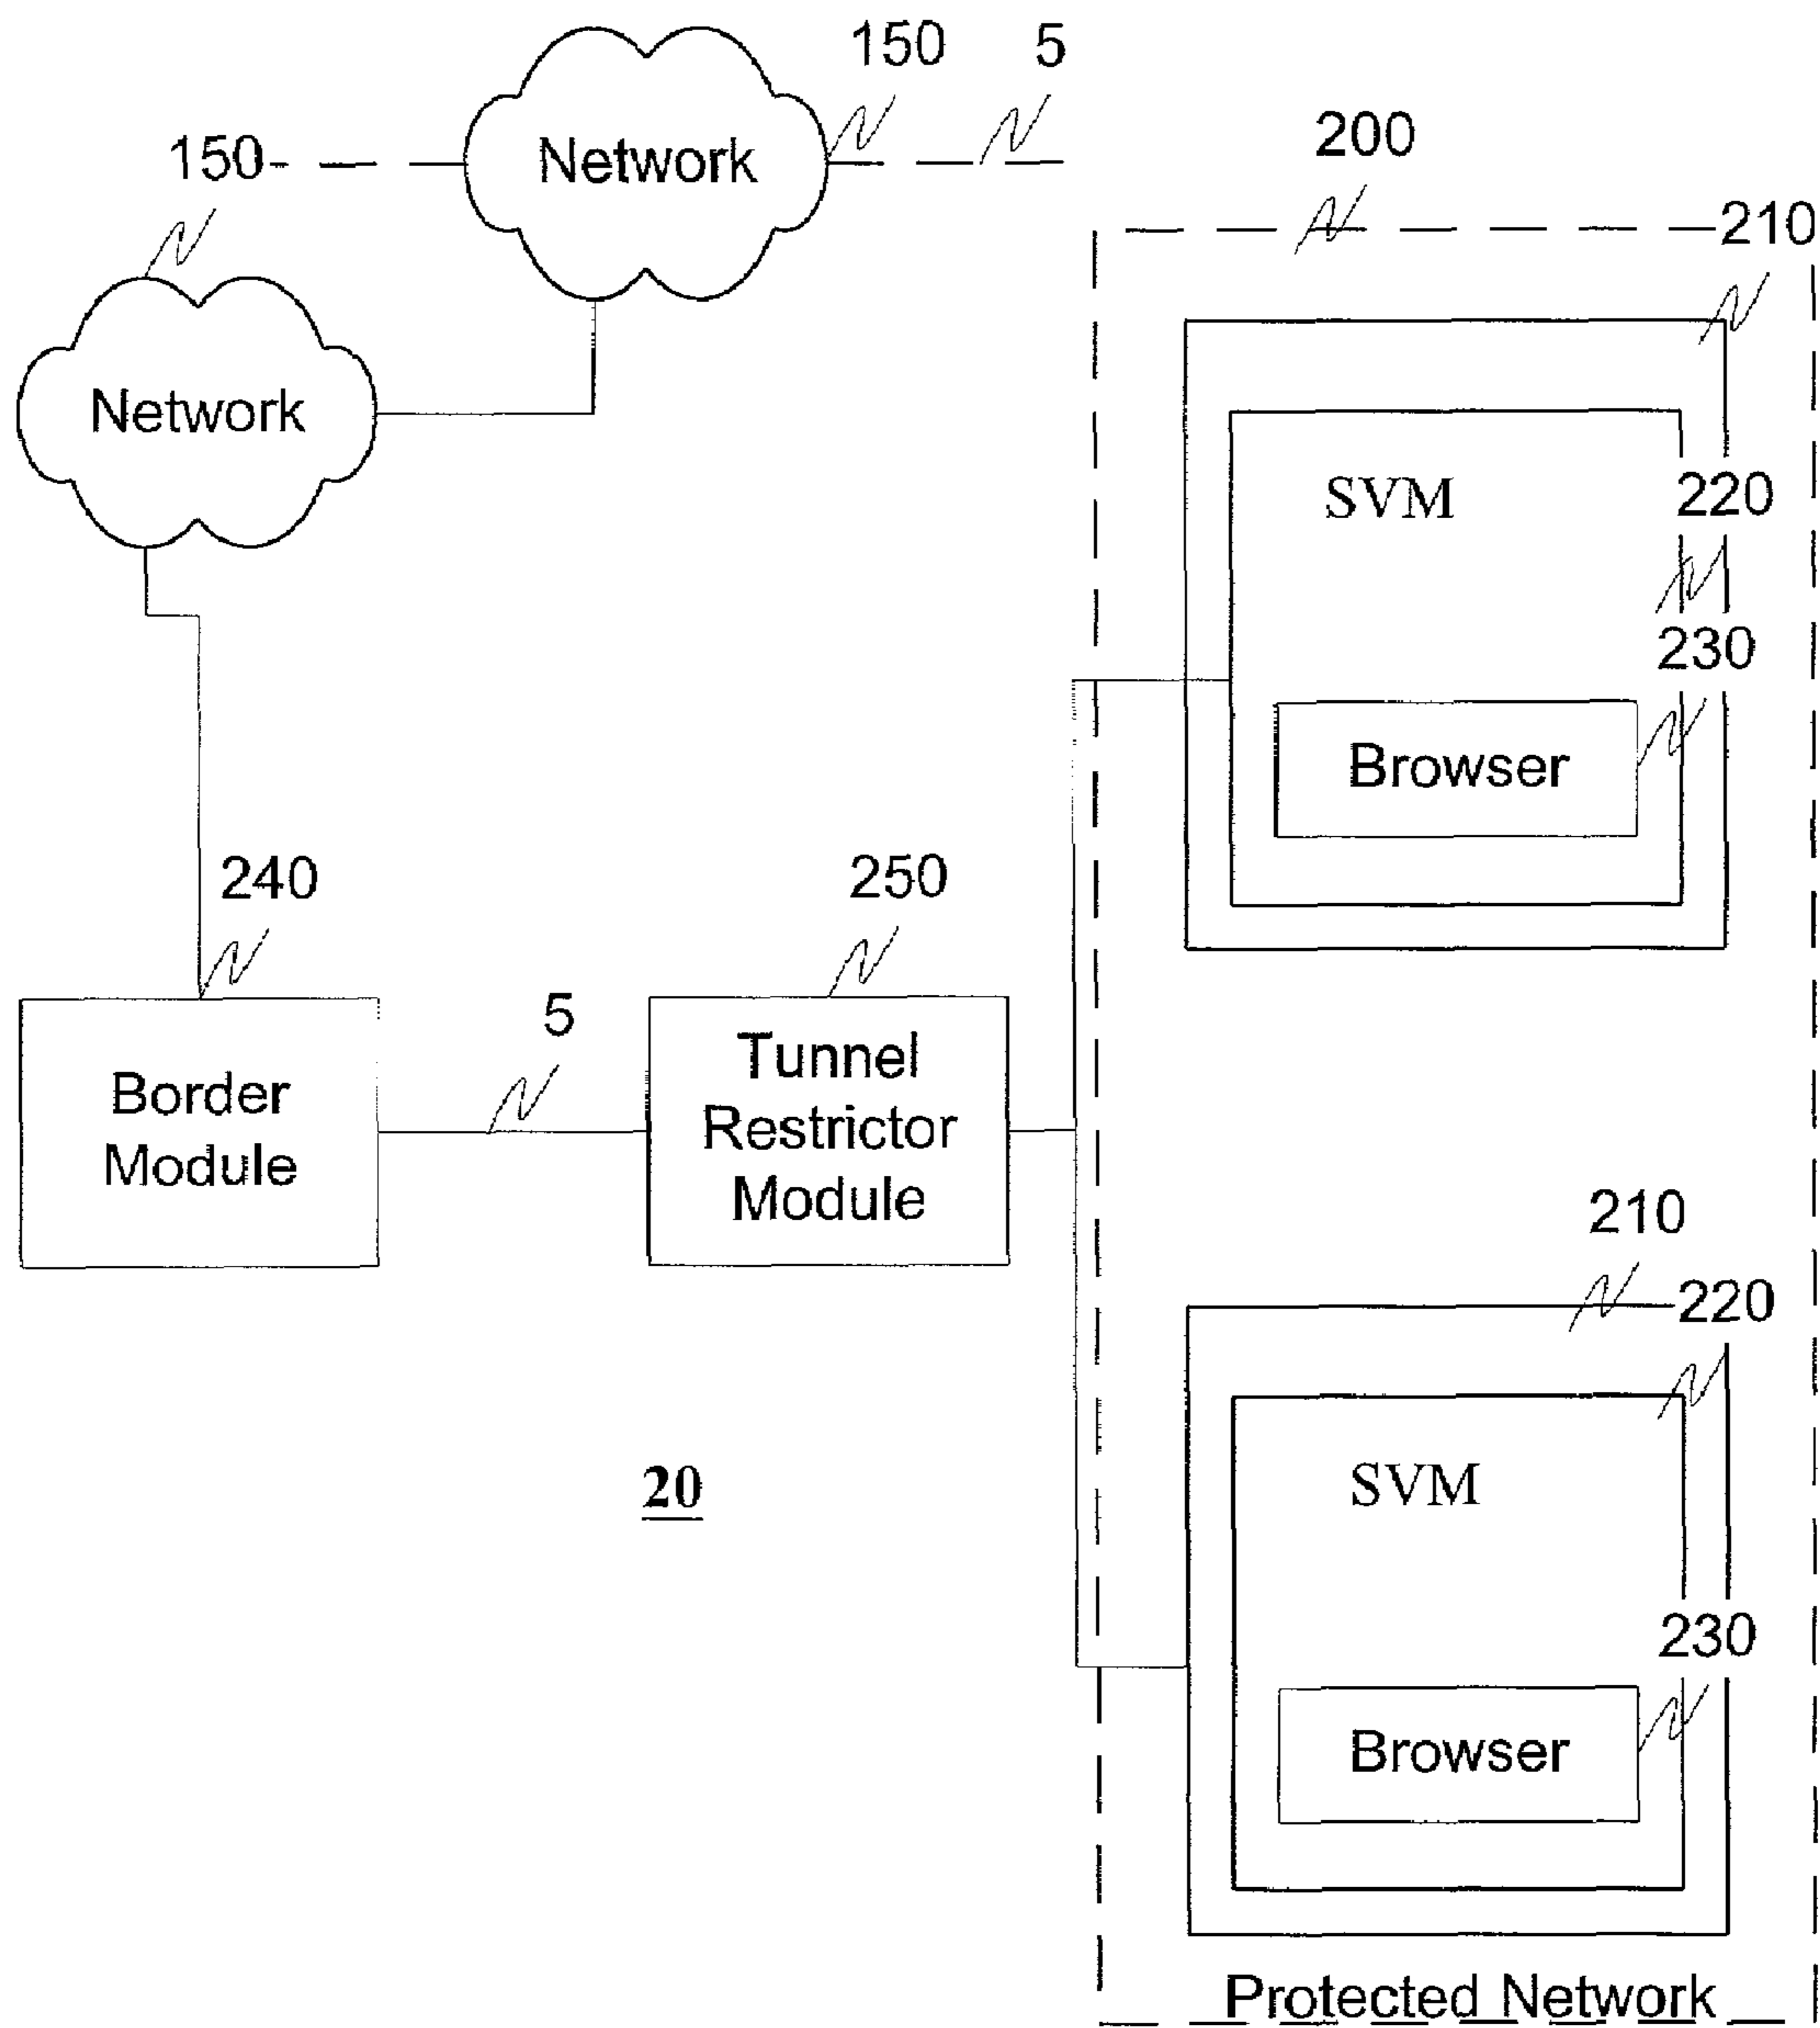 150 5
150
Network
200
210
Network
SVM
220
230
Browser
240
250
5
Border
Module
Tunnel
Restrictor
Module
210
220
20
SVM
230
Browser
Protected Network